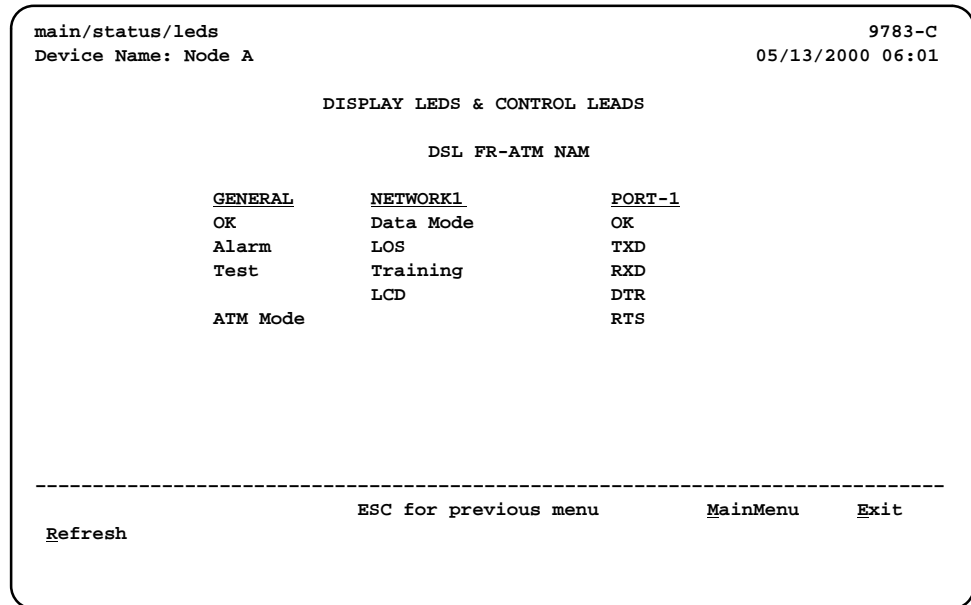 main/status/leds 9783-C
Device Name: Node A 05/13/2000 06:01
DISPLAY LEDS & CONTROL LEADS
DSL FR-ATM NAM
GENERAL NETWORK1 PORT-1
OK Data Mode OK
Alarm LOS TXD
Test Training RXD
LCD DTR
ATM Mode RTS
--------------------------------------------------------------------------------
ESC for previous menu MainMenu Exit
Refresh